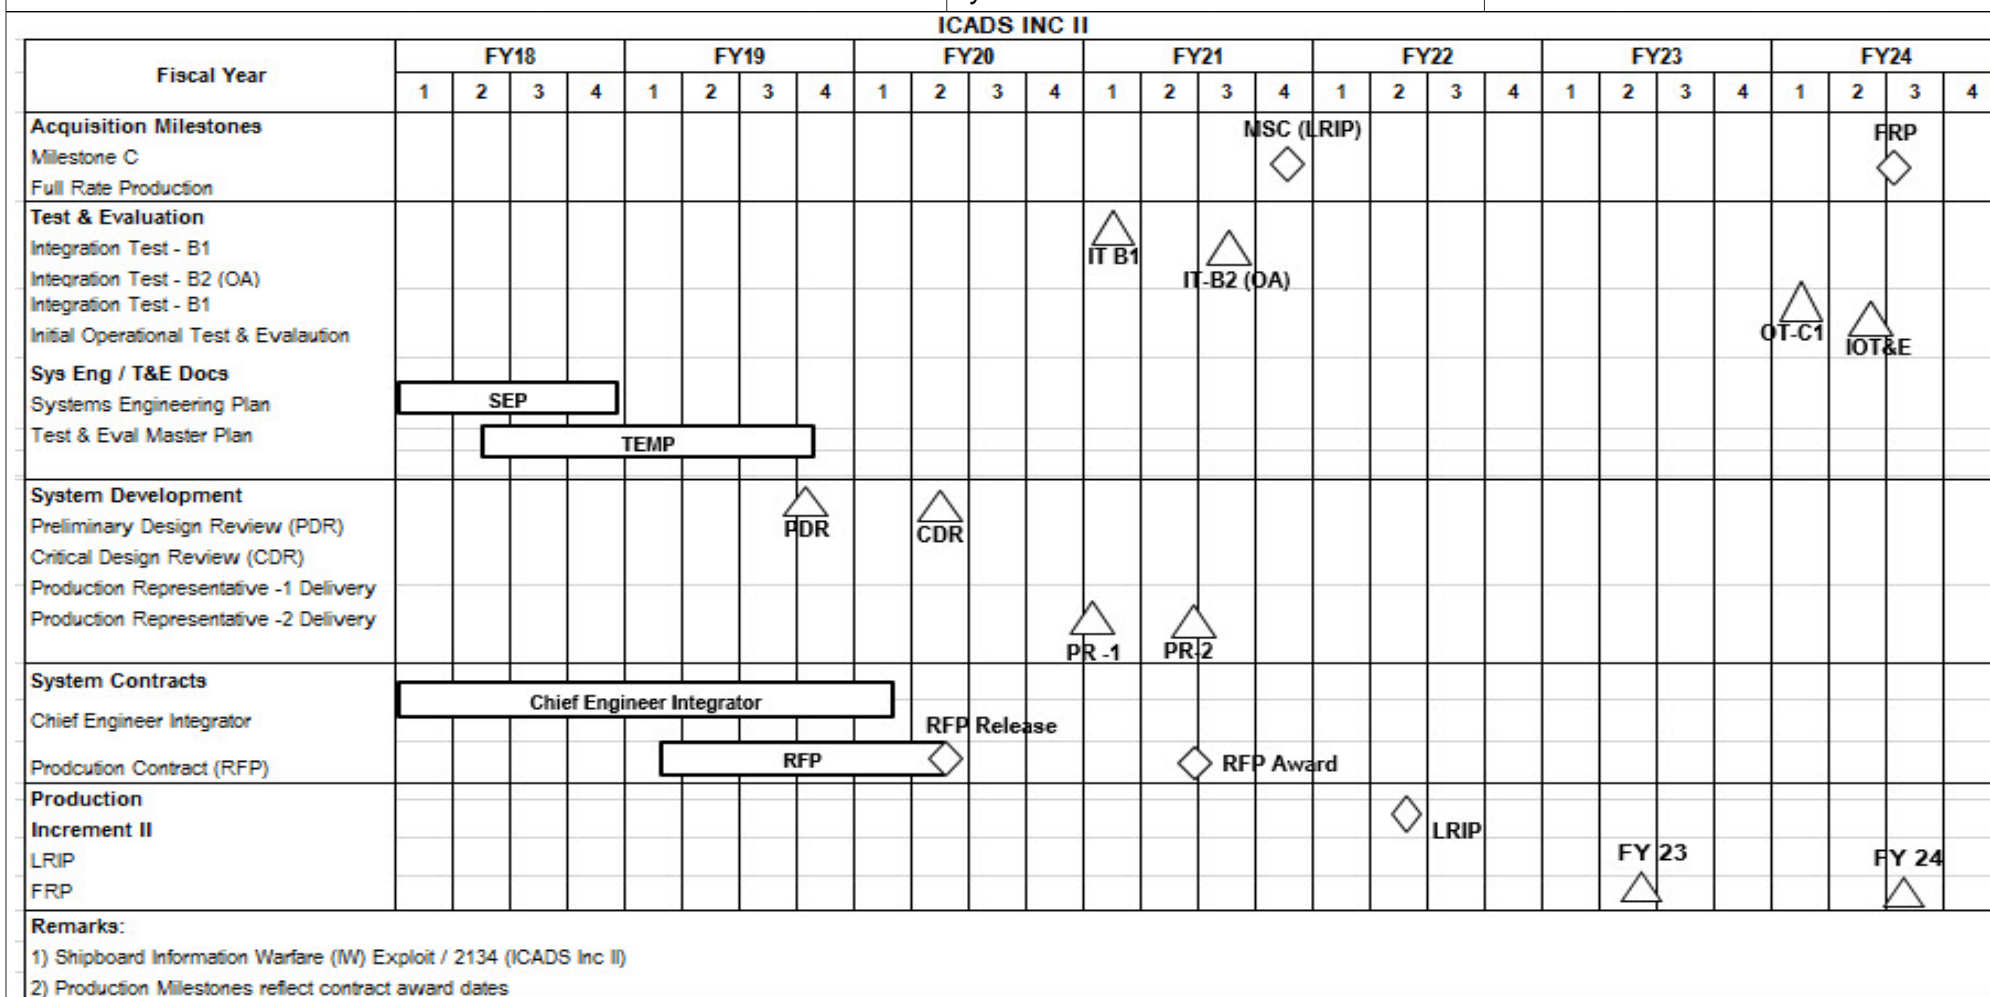 ICADS INC II
Fiscal Year FY18 FY19 FY20 FY21 FY22 FY23 FY24
1 2 3 4 1 2 3 4 1 2 3 4 1 2 3 4 1 2 3 4 1 2 3 4 1 2 3 4
Acquisition Milestones
MSC (LRIP) FRP
Milestone C
Full Rate Production
Test & Evaluation
Integration Test - B1
IT B1
Integration Test - B2 (OA)
IT-B2 (OA)
Integration Test - B1
Initial Operational Test & Evalaution
OT-C1
IOT&E
Sys Eng / T&E Docs
Systems Engineering Plan
SEP
Test & Eval Master Plan
TEMP
System Development
Preliminary Design Review (PDR)
PDR
CDR
Critical Design Review (CDR)
Production Representative -1 Delivery
Production Representative -2 Delivery
PR -1
PR-2
System Contracts
Chief Engineer Integrator
Chief Engineer Integrator
RFP Release
Prodcution Contract (RFP)
RFP
RFP Award
Production
Increment II
LRIP
LRIP
FY 23
FY 24
FRP
Remarks:
1) Shipboard Information Warfare (IW) Exploit / 2134 (ICADS Inc II)
2) Production Milestones reflect contract award dates